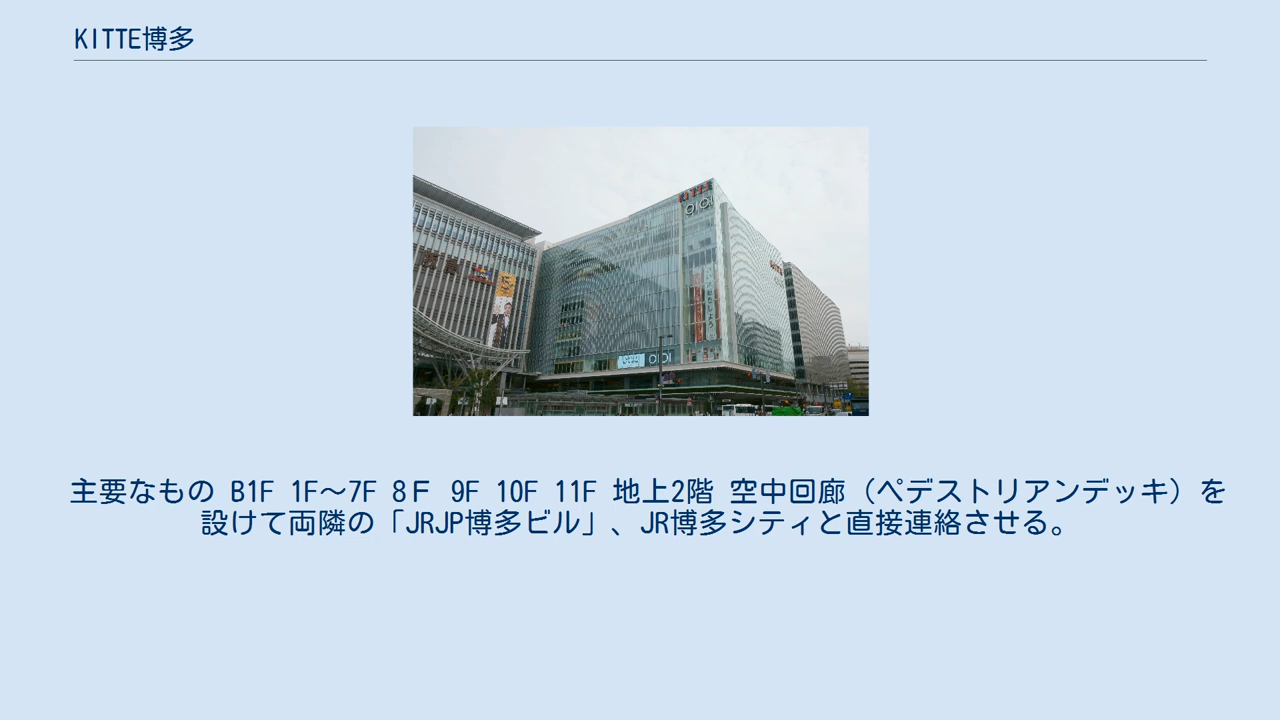 KITTE博多
KITTE
OIOI
OIOI
主要なもの B1F 1F～7F 8Ｆ 9F 10F 11F 地上2階 空中回廊（ペデストリアンデッキ）を
設けて両隣の「JRJP博多ビル」、JR博多シティと直接連絡させる。